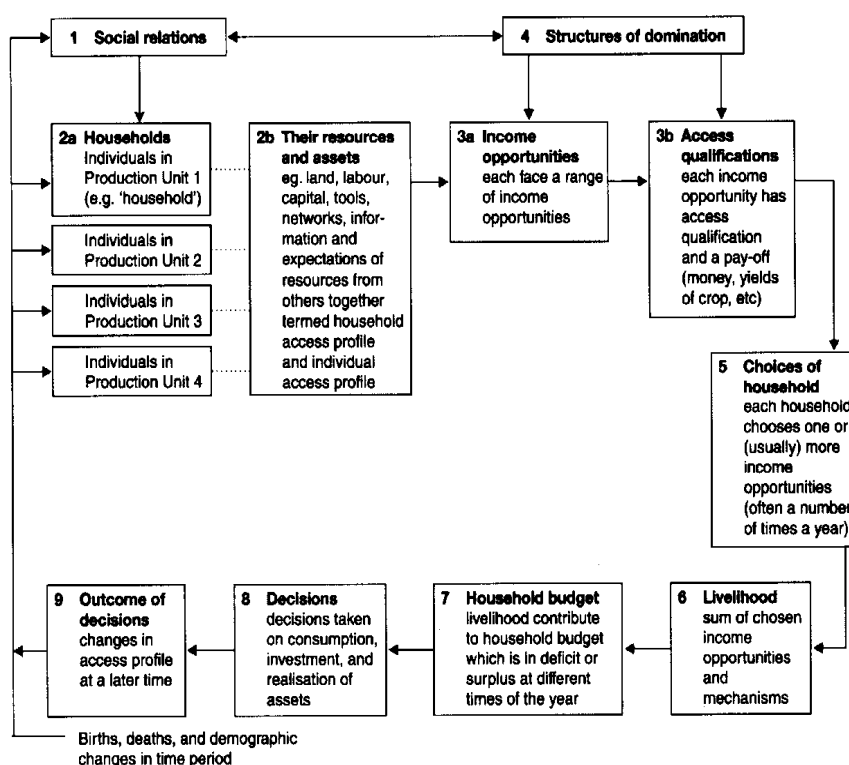 1 Social relations
4 Structures of domination
2a Households
Individuals in
Production Unit 1
(e.g. 'household')
Individuals in
Production Unit 2
Individuals in
Production Unit 3
Individuals in
Production Unit 4
2b Their resources
and assets
eg. land, labour,
capital, tools,
networks, infor-
mation and
expectations of
resources from
others together
termed household
access profile
and individual
access profile
3a Income
opportunities
each face a range
of income
opportunities
3b Access
qualifications
each income
opportunity has
access
qualification
and a pay-off
(money, yields
of crop, etc)
5 Choices of
household
each household
chooses one or
(usually) more
income
opportunities
(often a number
of times a year)
6 Livelihood
sum of chosen
income
opportunities
and
mechanisms
7 Household budget
livelihood contribute
to household budget
which is in deficit or
surplus at different
times of the year
8 Decisions
decisions taken
on consumption,
investment, and
realisation of
assets
9 Outcome of
decisions
changes in
access profile
at a later time
Births, deaths, and demographic
changes in time period